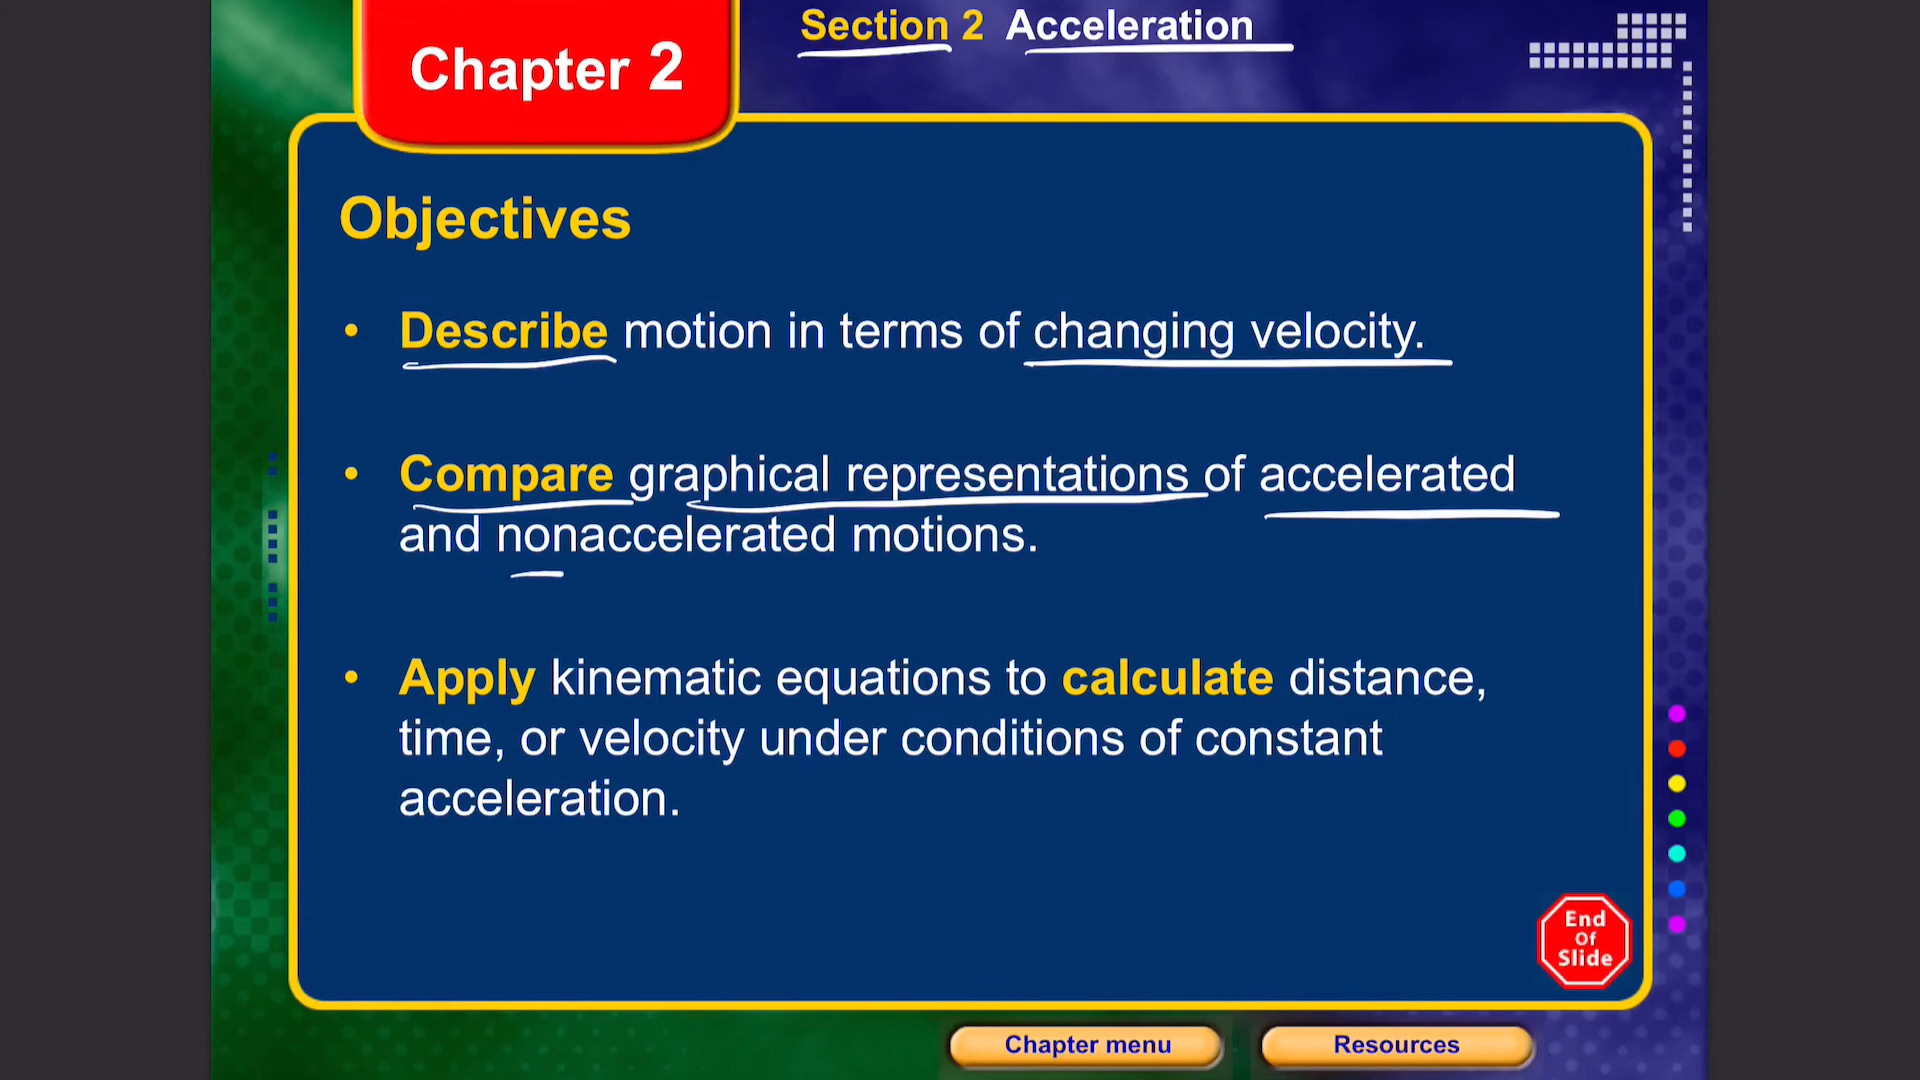 Section 2 Acceleration
Chapter 2
Objectives
• Describe motion in terms of changing velocity.
• Compare graphical representations of accelerated
and nonaccelerated motions.
• Apply kinematic equations to calculate distance,
time, or velocity under conditions of constant
acceleration.
End
Of
Slide
Chapter menu
Resources